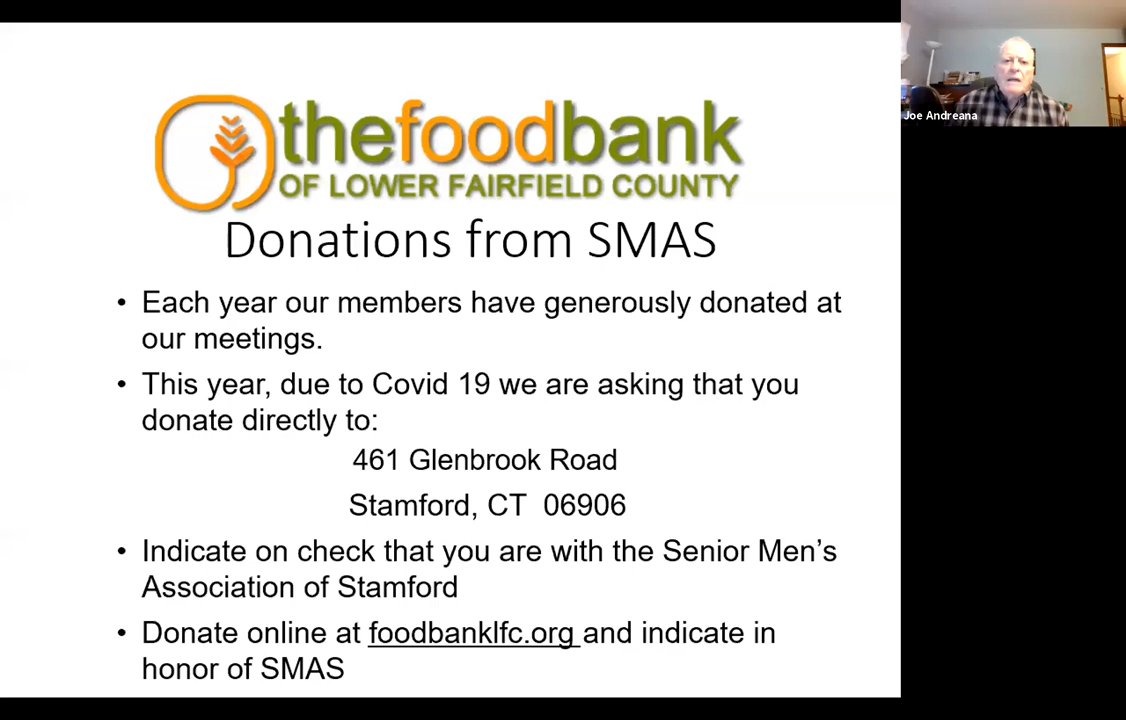 thefoodbank
OF LOWER FAIRFIELD COUNTY
Joe Andreana
Donations from SMAS
• Each year our members have generously donated at
our meetings.
• This year, due to Covid 19 we are asking that you
donate directly to:
461 Glenbrook Road
Stamford, CT 06906
• Indicate on check that you are with the Senior Men’s
Association of Stamford
• Donate online at foodbanklfc.org and indicate in
honor of SMAS